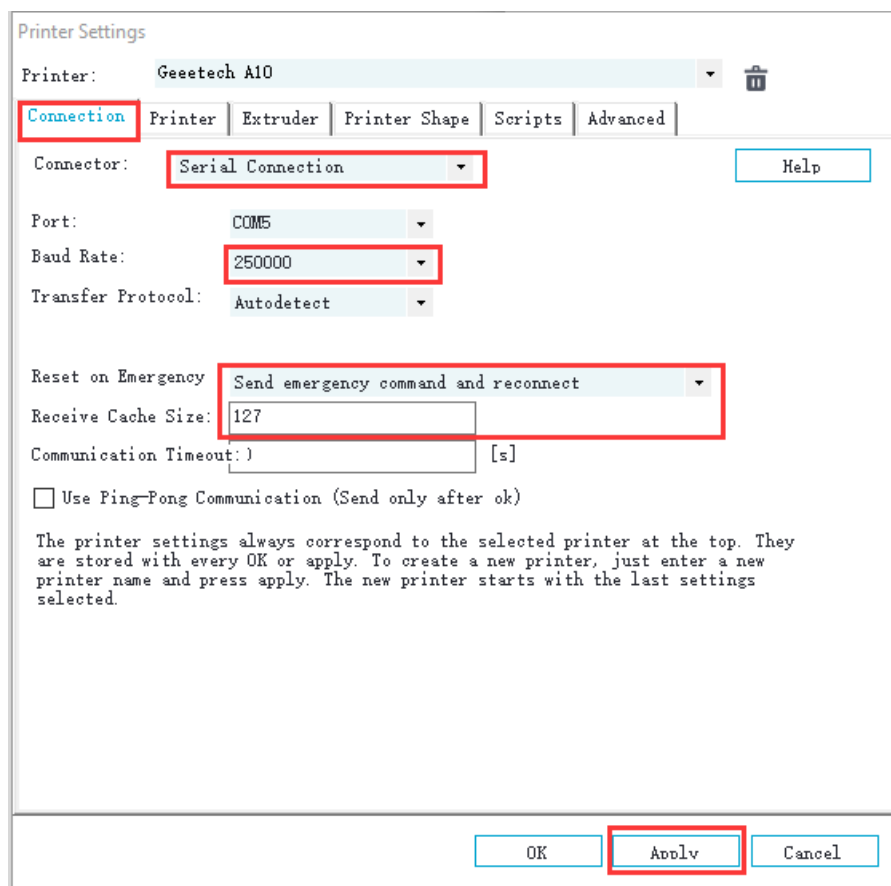 Printer Settings
Printer: Geeetech A10
Connection Printer Extruder Printer Shape Scripts Advanced
Connector: Serial Connection Help
Port: COM5
Baud Rate: 250000
Transfer Protocol: Autodetect
Reset on Emergency Send emergency command and reconnect
Receive Cache Size: 127
Communication Timeout: ) [s]
Use Ping-Pong Communication (Send only after ok)
The printer settings always correspond to the selected printer at the top. They
are stored with every OK or apply. To create a new printer, just enter a new
printer name and press apply. The new printer starts with the last settings
selected.
OK Apply Cancel